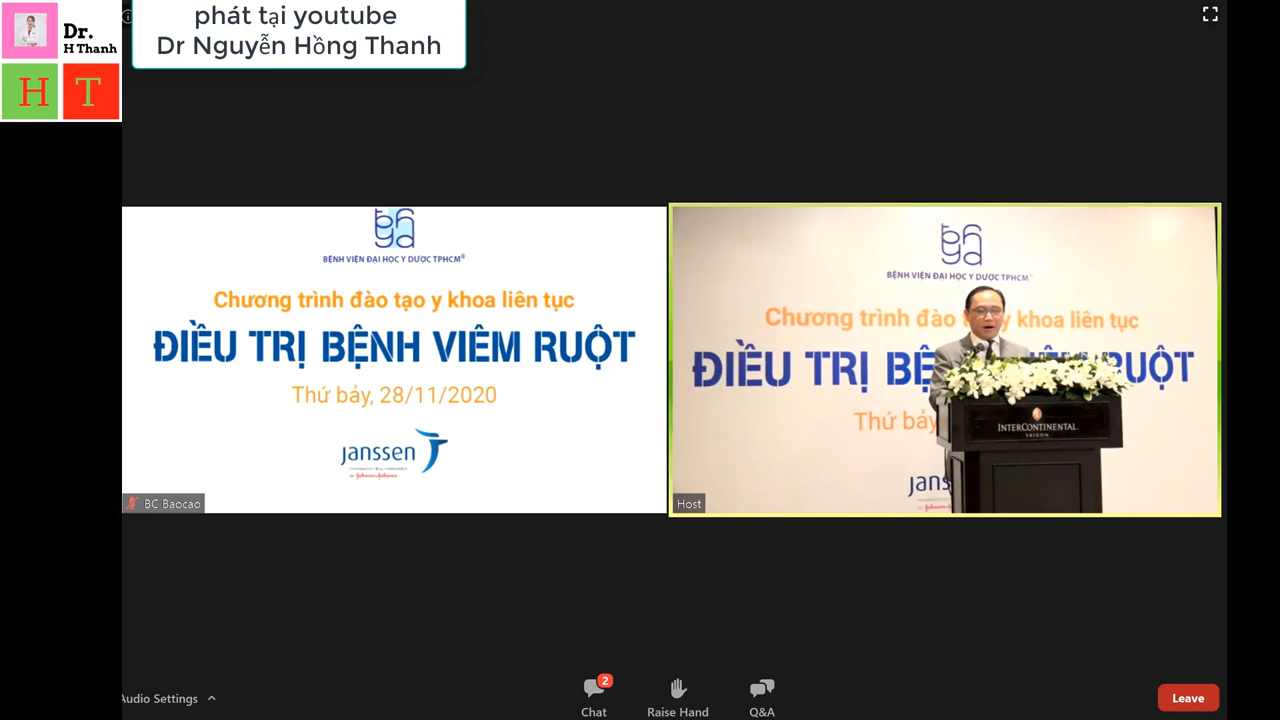 Dr.
H Thanh
H T
phát tại youtube
Dr Nguyễn Hồng Thanh
bhyd
BỆNH VIỆN ĐẠI HỌC Y DƯỢC TPHCM®
Chương trình đào tạo y khoa liên tục
ĐIỀU TRỊ BỆNH VIÊM RUỘT
Thứ bảy, 28/11/2020
janssen
BC Baocao
bhyd
BỆNH VIỆN ĐẠI HỌC Y DƯỢC TPHCM®
Chương trình đào y khoa liên tục
ĐIỀU TRỊ BỆ RUỘT
Thứ bảy
jans
INTERCONTINENTAL
SAIGON
Host
Audio Settings
2
Chat
Raise Hand
Q&A
Leave